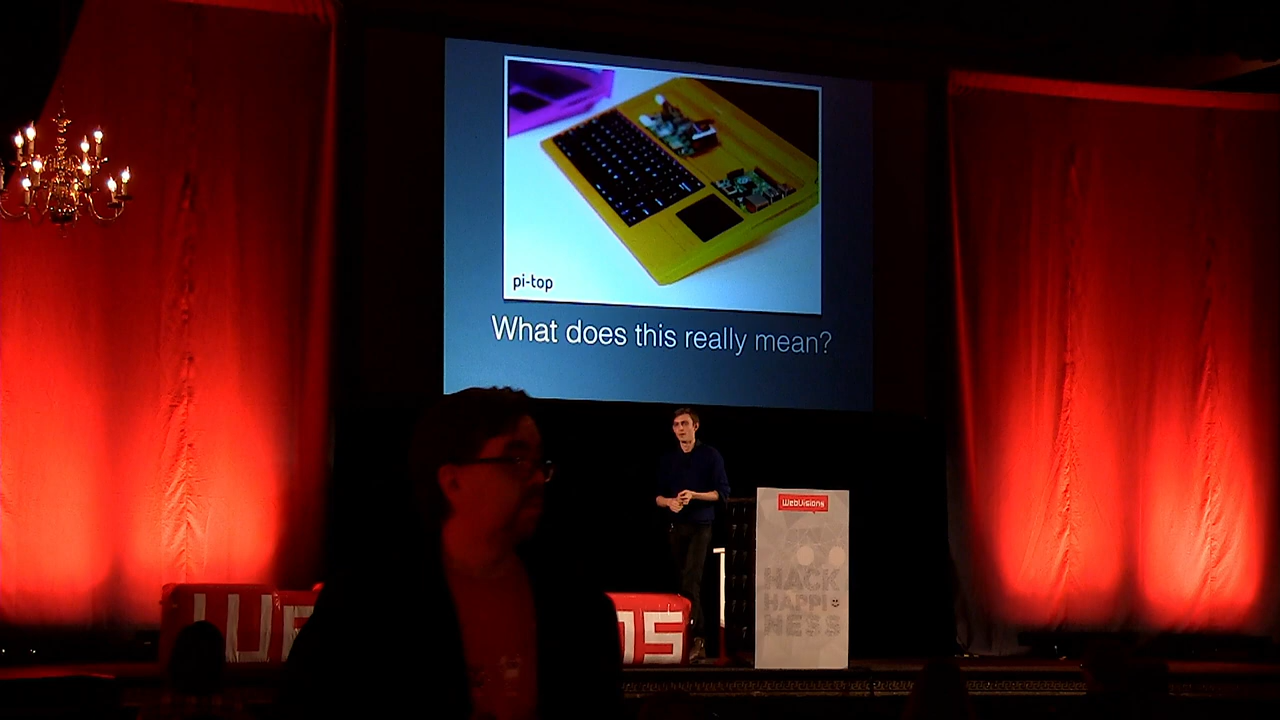 pi-top
What does this really mean?
WebVisions
HACK
HAPPI
NESS